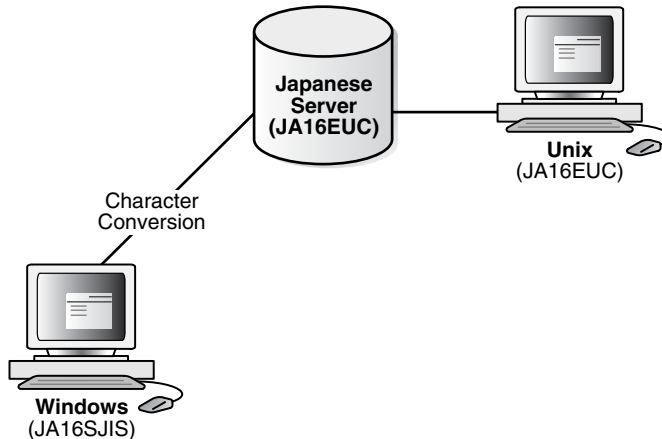 Japanese
Server
(JA16EUC)
Unix
(JA16EUC)
Character
Conversion
Windows
(JA16SJIS)